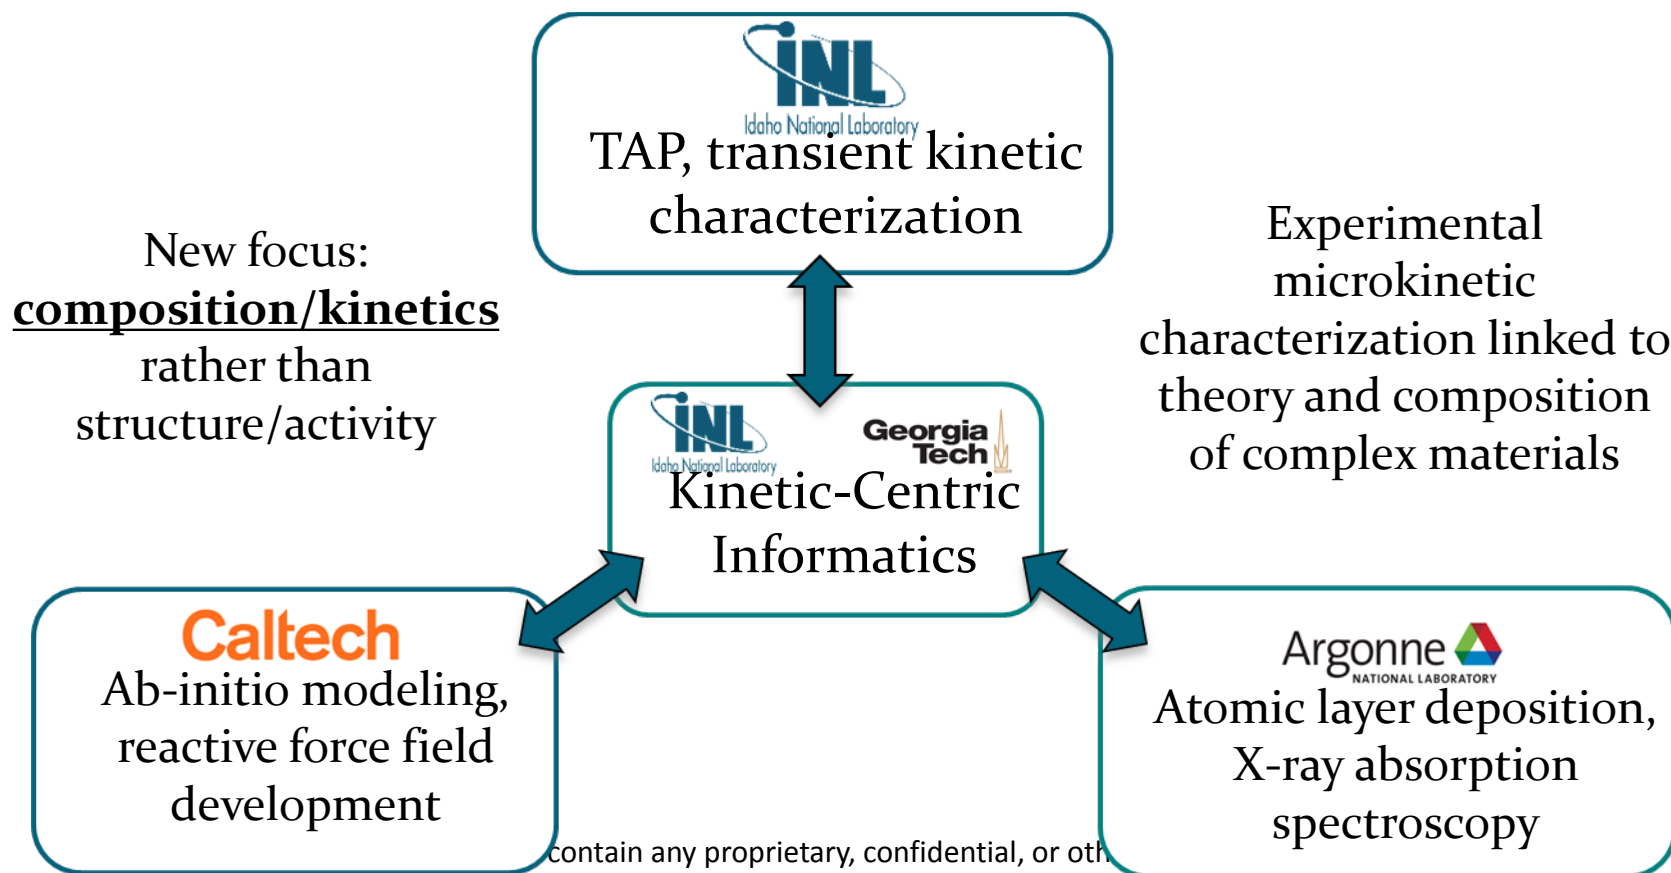 INL
Idaho National Laboratory
TAP, transient kinetic
characterization
New focus:
composition/kinetics
rather than
structure/activity
Experimental
microkinetic
characterization linked to
theory and composition
of complex materials
INL
Idaho National Laboratory
Georgia
Tech
Kinetic-Centric
Informatics
Caltech
Ab-initio modeling,
reactive force field
development
Argonne
NATIONAL LABORATORY
Atomic layer deposition,
X-ray absorption
spectroscopy
contain any proprietary, confidential, or